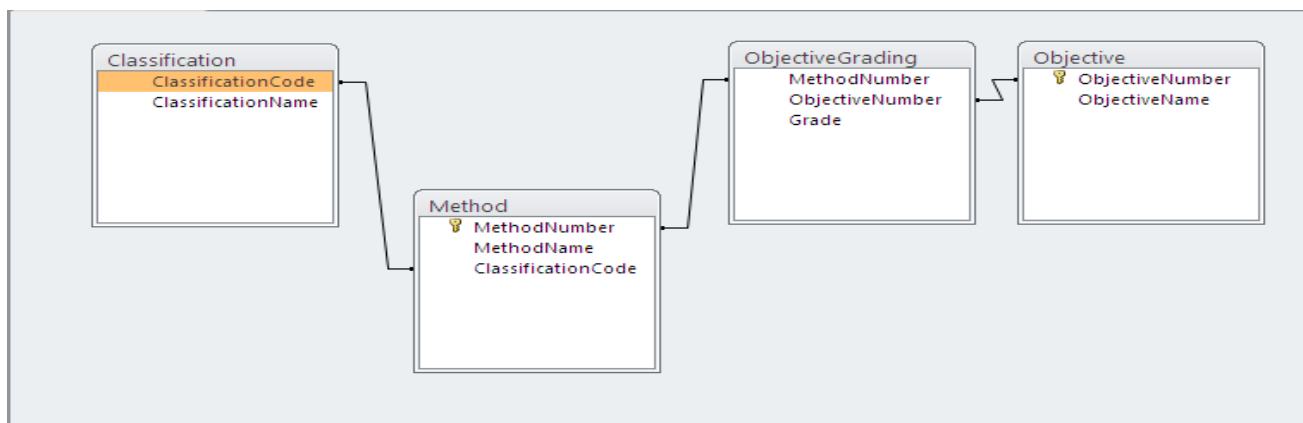 Classification
ClassificationCode
ClassificationName
Method
MethodNumber
MethodName
ClassificationCode
ObjectiveGrading
MethodNumber
ObjectiveNumber
Grade
Objective
ObjectiveNumber
ObjectiveName